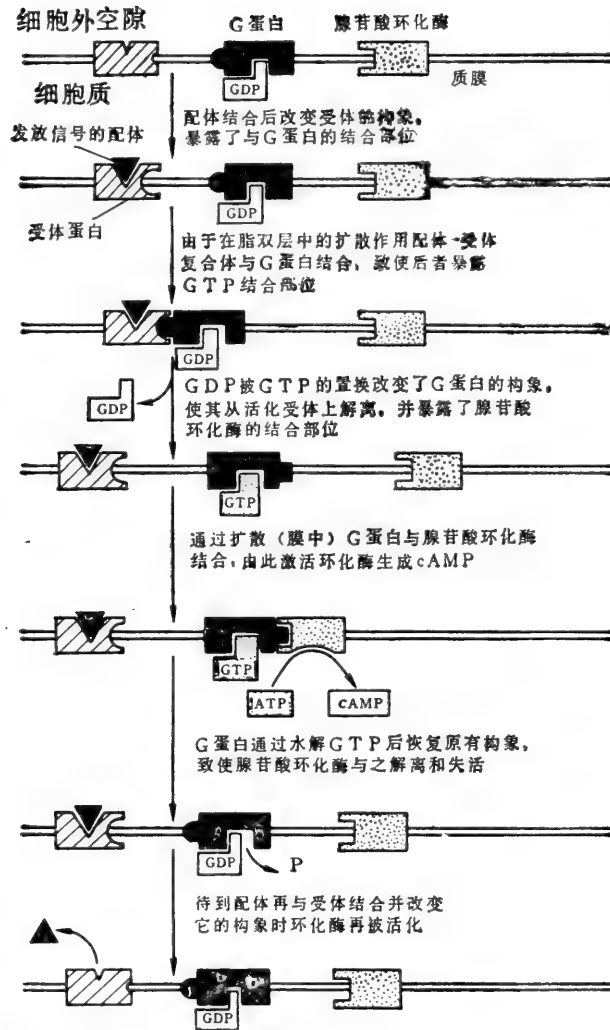 细胞外空隙
G蛋白
腺苷酸环化酶
GDP
质膜
细胞质
配体结合后改变受体的构象，
暴露了与G蛋白的结合部位
发放信号的配体
GDP
受体蛋白
由于在脂双层中的扩散作用配体-受体
复合体与G蛋白结合，致使后者暴露
GTP结合部位
GDP
GDP
GDP被GTP的置换改变了G蛋白的构象，
使其从活化受体上解离，并暴露了腺苷酸
环化酶的结合部位
GTP
通过扩散（膜中）G蛋白与腺苷酸环化酶
结合，由此激活环化酶生成cAMP
GTP
ATP
cAMP
G蛋白通过水解GTP后恢复原有构象，
致使腺苷酸环化酶与之解离和失活
GDP
P
待到配体再与受体结合并改变
它的构象时环化酶再被活化
GDP